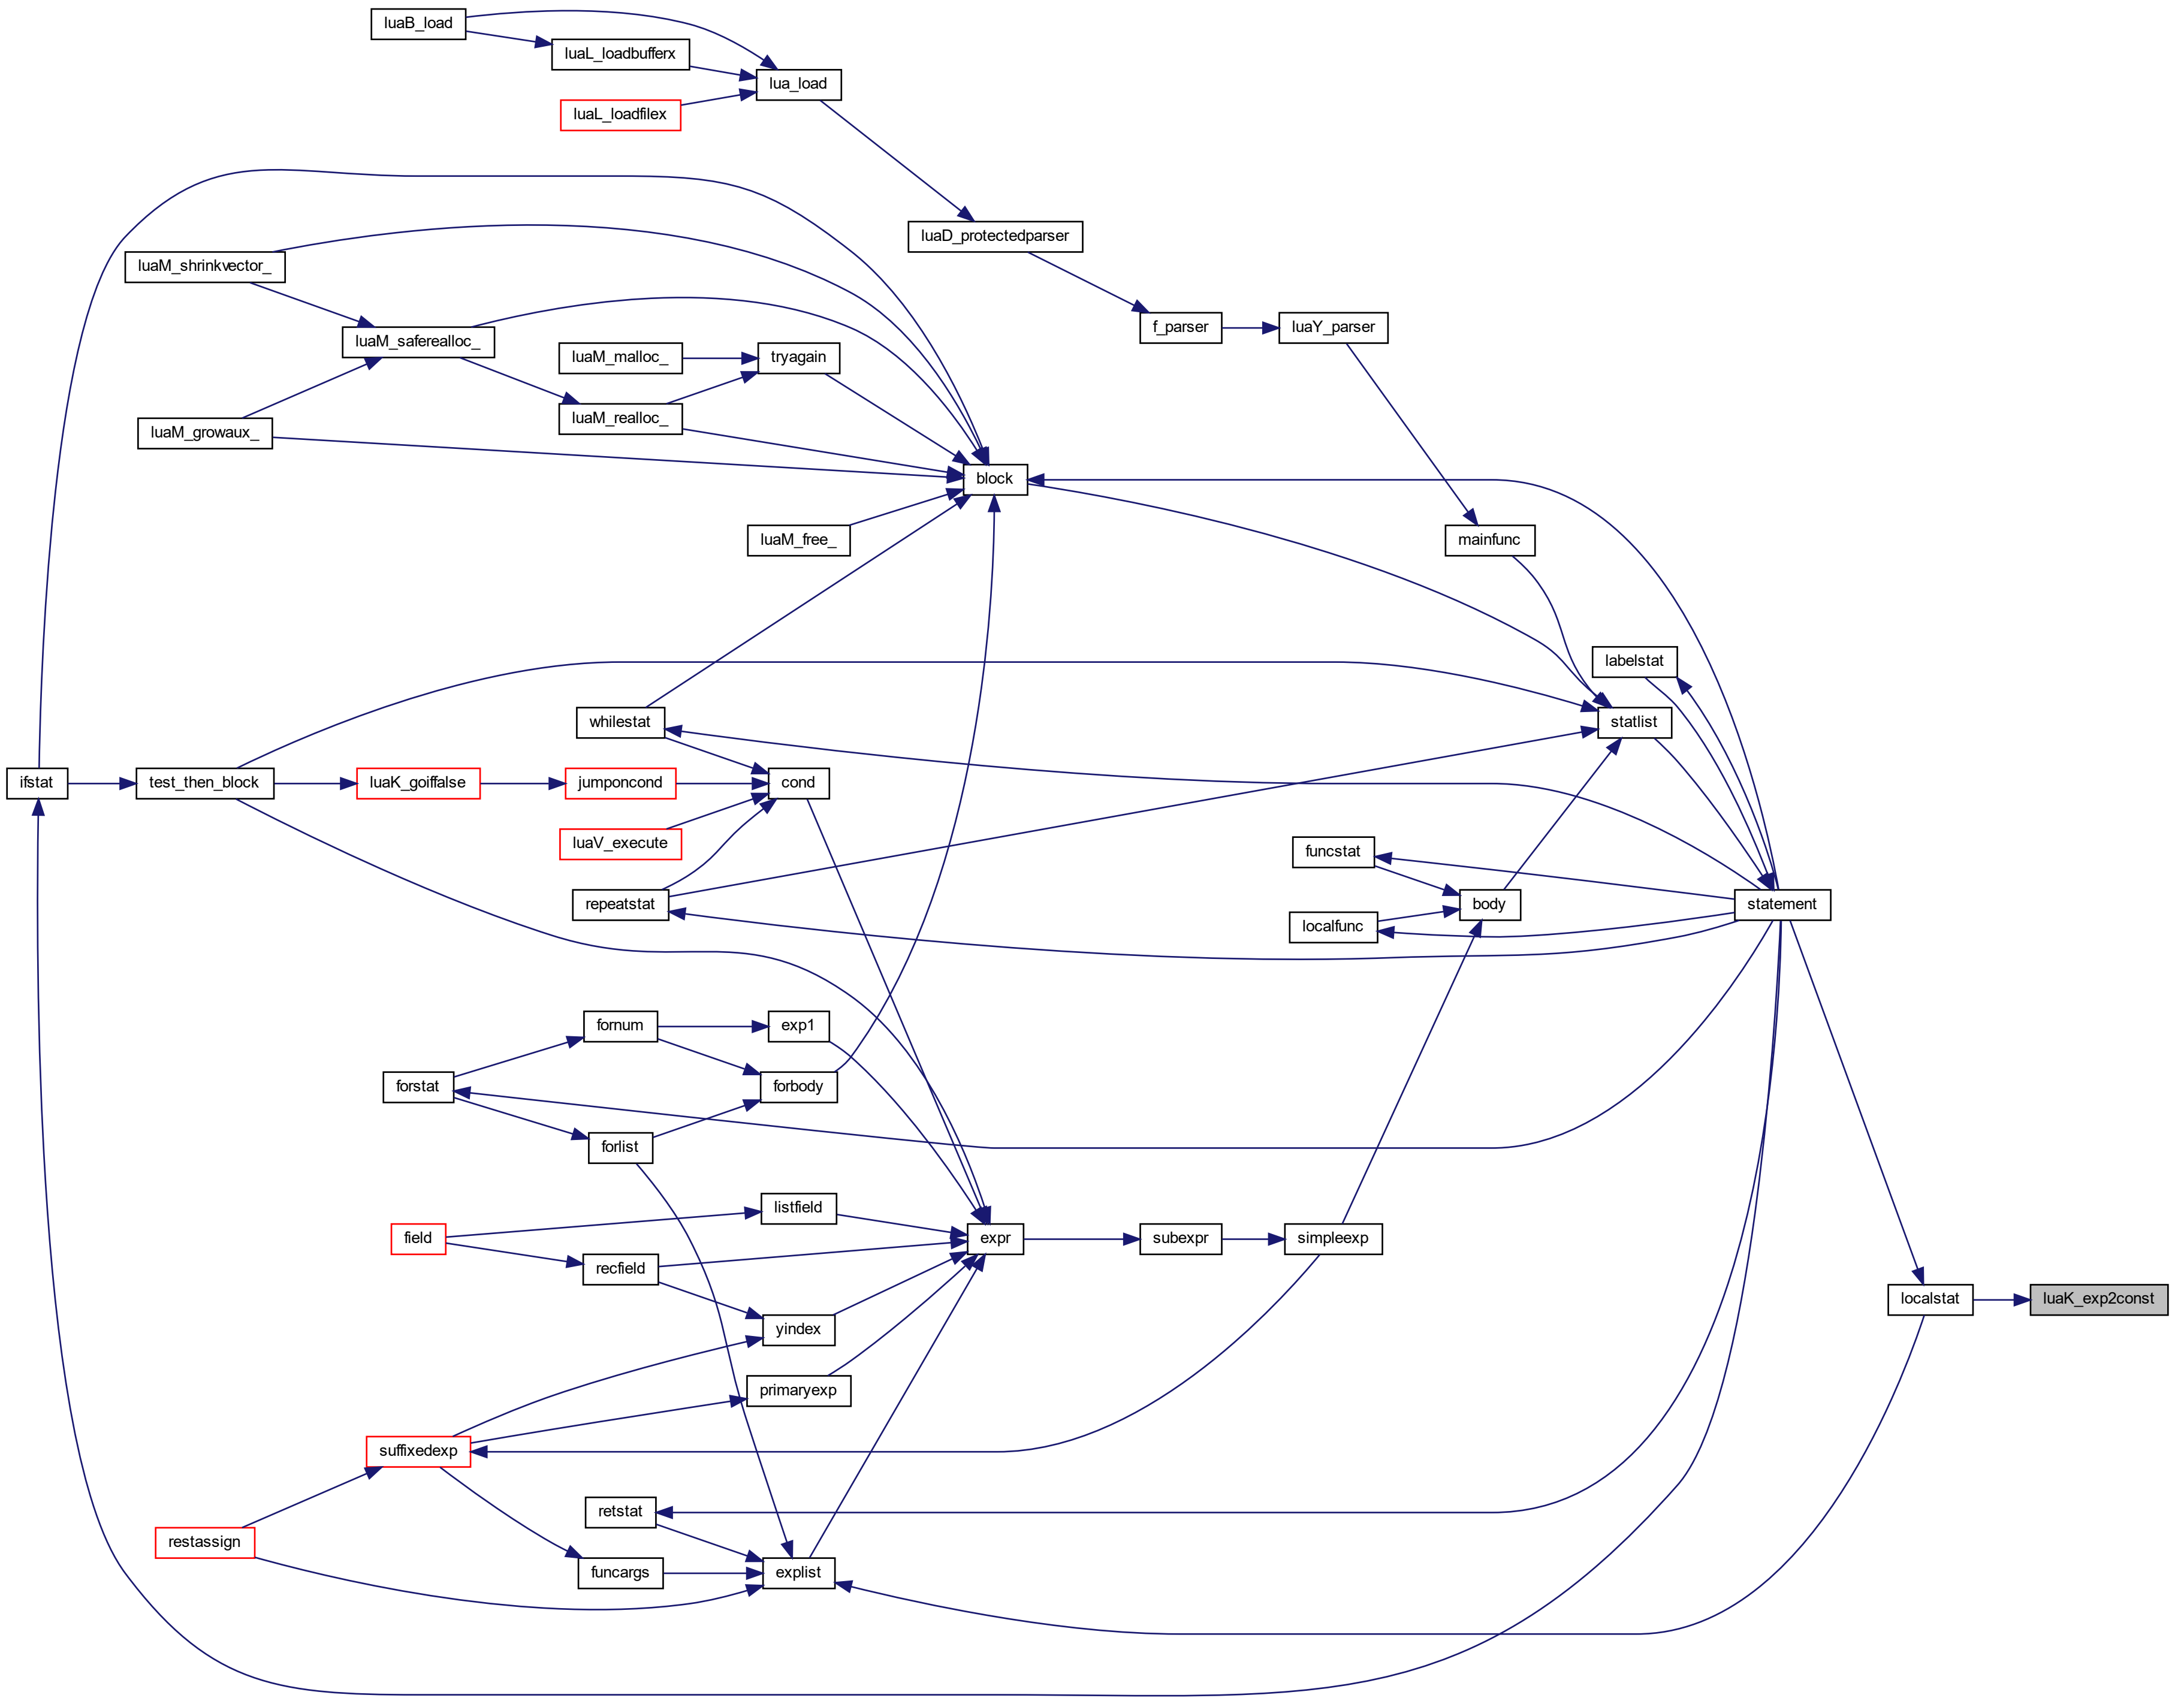 luaB_load
luaL_loadbufferx
lua_load
luaL_loadfilex
luaD_protectedparser
luaM_shrinkvector_
f_parser
luaY_parser
luaM_saferealloc_
luaM_malloc_
tryagain
luaM_realloc_
luaM_growaux_
block
luaM_free_
mainfunc
labelstat
whilestat
statlist
ifstat
test_then_block
luaK_goiffalse
jumponcond
cond
luaV_execute
funcstat
repeatstat
body
statement
localfunc
fornum
exp1
forstat
forbody
forlist
listfield
field
expr
subexpr
simpleexp
recfield
localstat
luaK_exp2const
yindex
primaryexp
suffixedexp
retstat
restassign
funcargs
explist